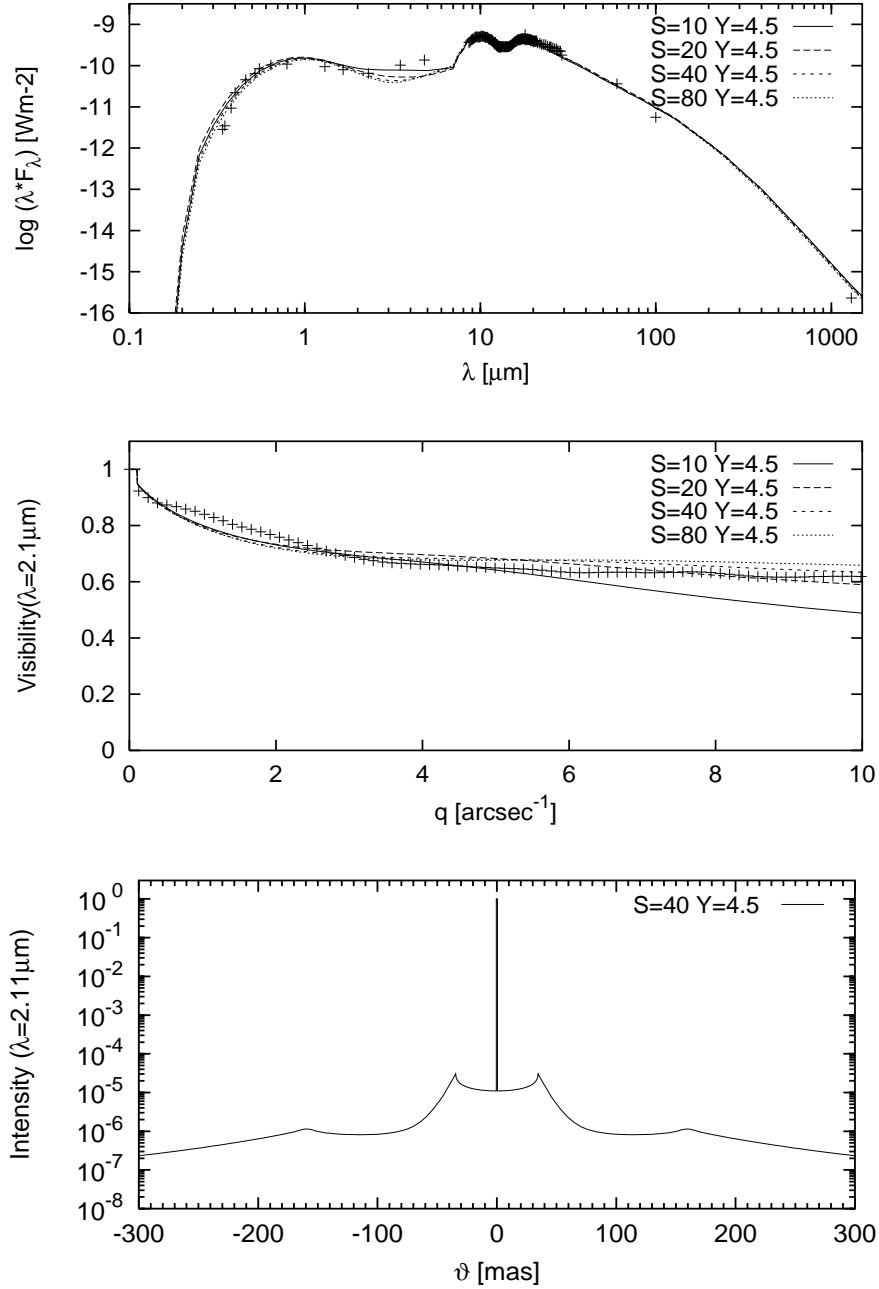 -9
-10
-11
-12
-13
-14
-15
-16
log (λ*F_λ) [Wm-2]
S=10 Y=4.5
S=20 Y=4.5
S=40 Y=4.5
S=80 Y=4.5
0.1 1 10 100 1000
λ [μm]
1
0.8
0.6
0.4
0.2
0
Visibility(λ=2.1μm)
S=10 Y=4.5
S=20 Y=4.5
S=40 Y=4.5
S=80 Y=4.5
0 2 4 6 8 10
q [arcsec⁻¹]
10⁰
10⁻¹
10⁻²
10⁻³
10⁻⁴
10⁻⁵
10⁻⁶
10⁻⁷
10⁻⁸
Intensity (λ=2.11μm)
S=40 Y=4.5
-300 -200 -100 0 100 200 300
ϑ [mas]